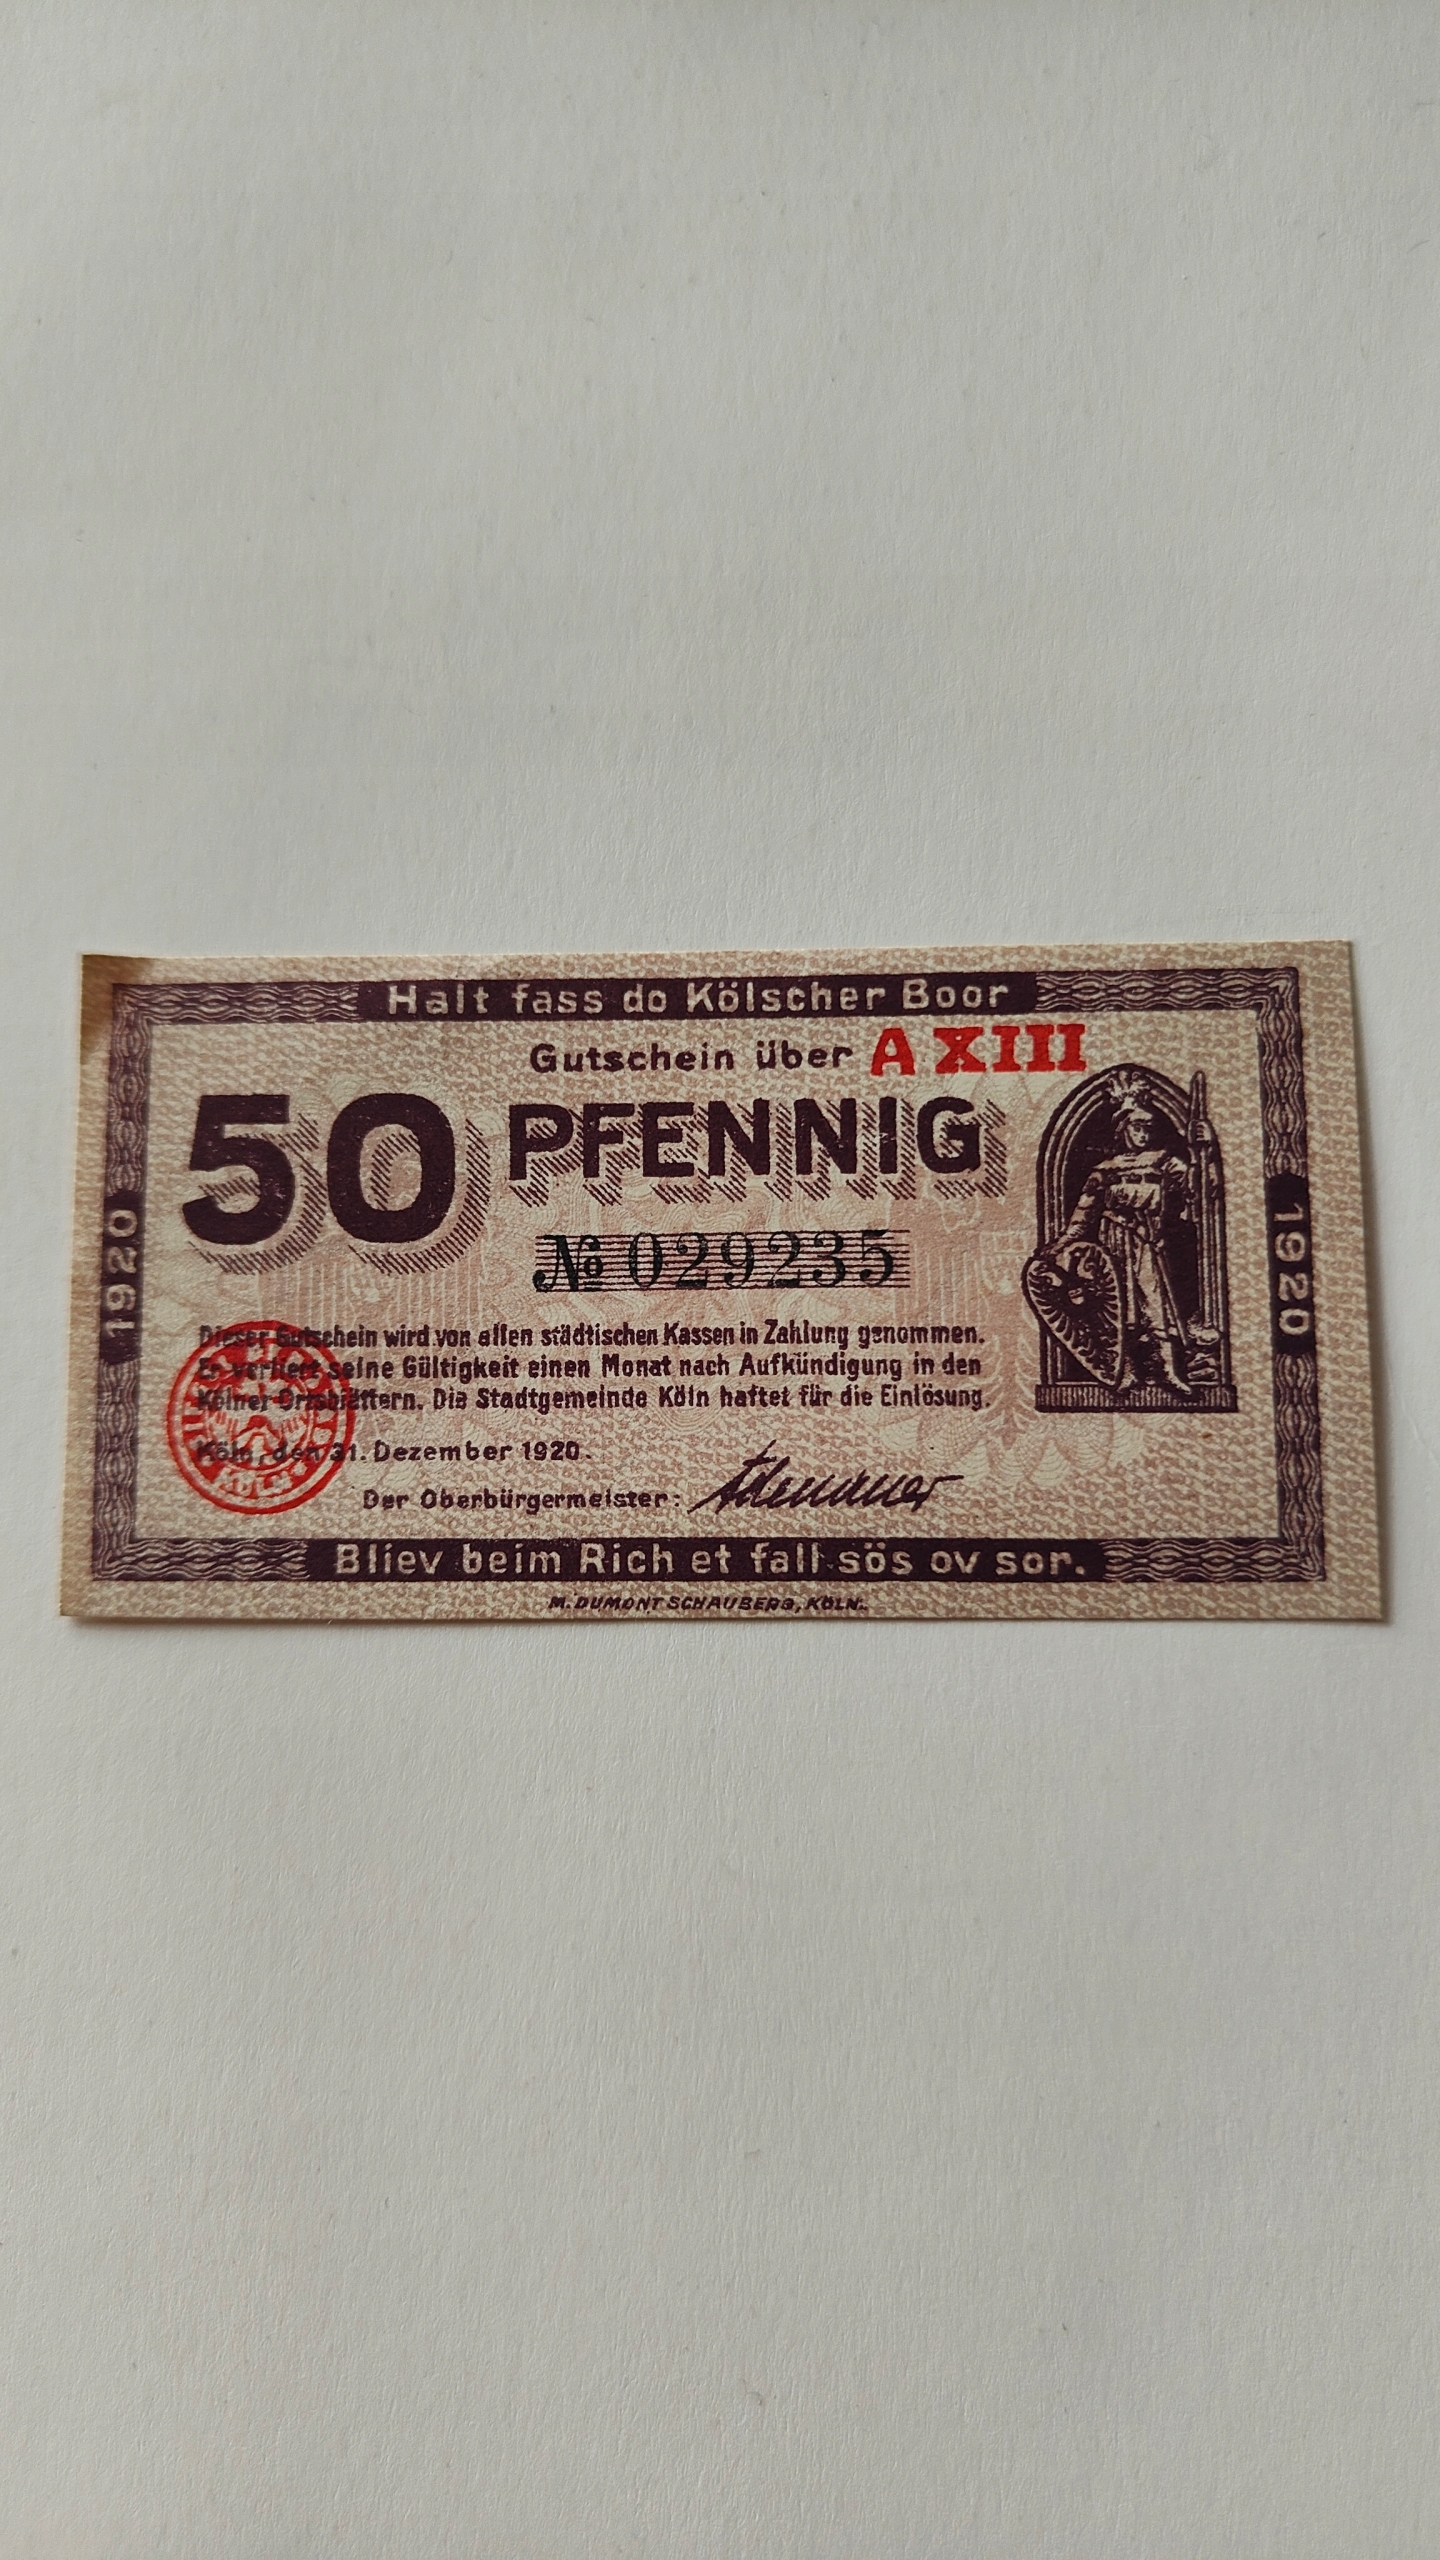 Halt fass do Kölscher Boor
Gutschein über A XIII
50 PFENNIG
№ 029235
1920
1920
Dieser Gutschein wird von allen städtischen Kassen in Zahlung genommen.
Es verliert seine Gültigkeit einen Monat nach Aufkündigung in den
Kölner Ortsblättern. Die Stadtgemeinde Köln haftet für die Einlösung.
Köln, den 31. Dezember 1920.
Der Oberbürgermeister: Adenauer
Bliev beim Rich et fall sös ov sor.
M. DUMONT SCHAUBERG, KÖLN.